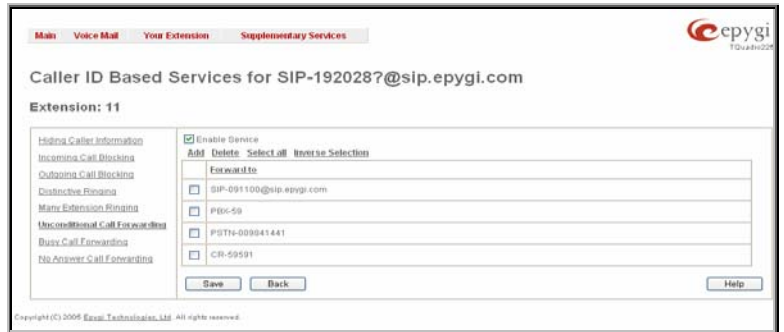 Main Voice Mail Your Extension Supplementary Services
epygi
Caller ID Based Services for SIP-192028?@sip.epygi.com
Extension: 11
Hiding Caller Information
Incoming Call Blocking
Outgoing Call Blocking
Distinctive Ringing
Many Extension Ringing
Unconditional Call Forwarding
Busy Call Forwarding
No Answer Call Forwarding
Enable Service
Add Delete Select all Inverse Selection
Forward to
SIP-091100@sip.epygi.com
PBX-59
PSTN-009841441
CR-59591
Save Back Help
Copyright (C) 2006 Epygi Technologies, Ltd. All rights reserved.